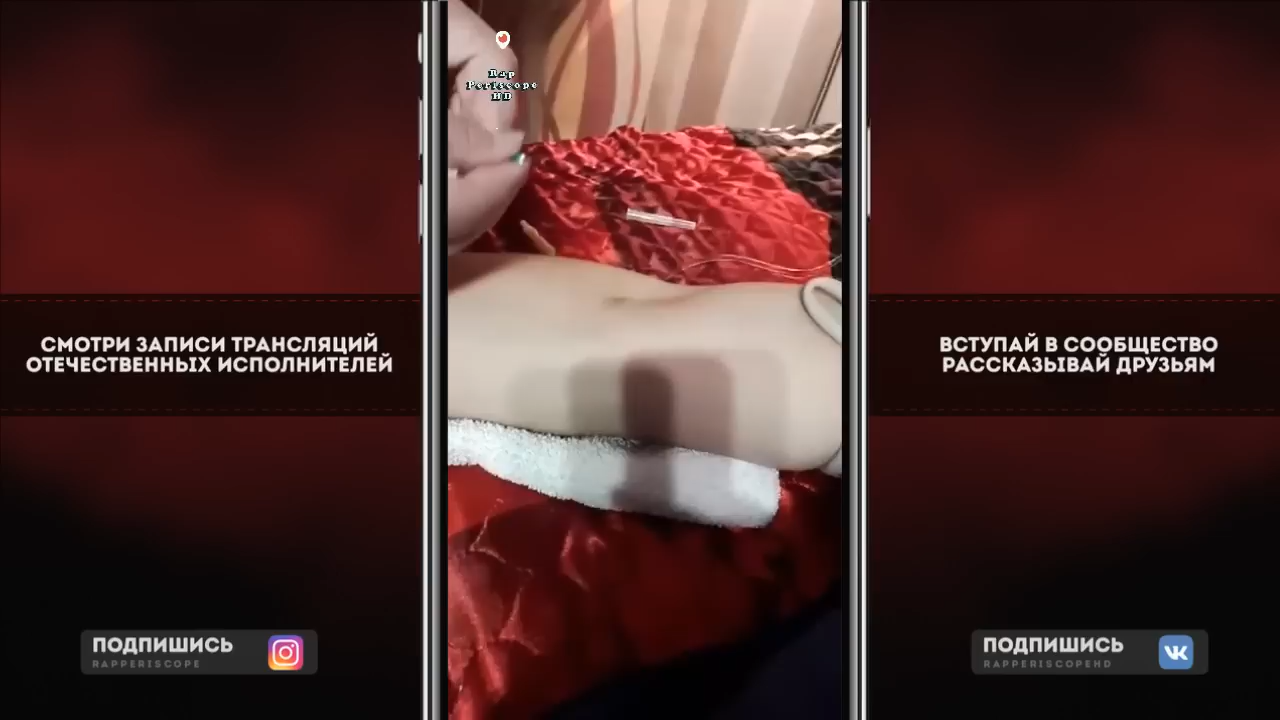 Rap
Periscope
HD
СМОТРИ ЗАПИСИ ТРАНСЛЯЦИЙ
ОТЕЧЕСТВЕННЫХ ИСПОЛНИТЕЛЕЙ
ВСТУПАЙ В СООБЩЕСТВО
РАССКАЗЫВАЙ ДРУЗЬЯМ
ПОДПИШИСЬ
RAPPERISCOPE
ПОДПИШИСЬ
RAPPERISCOPEHD